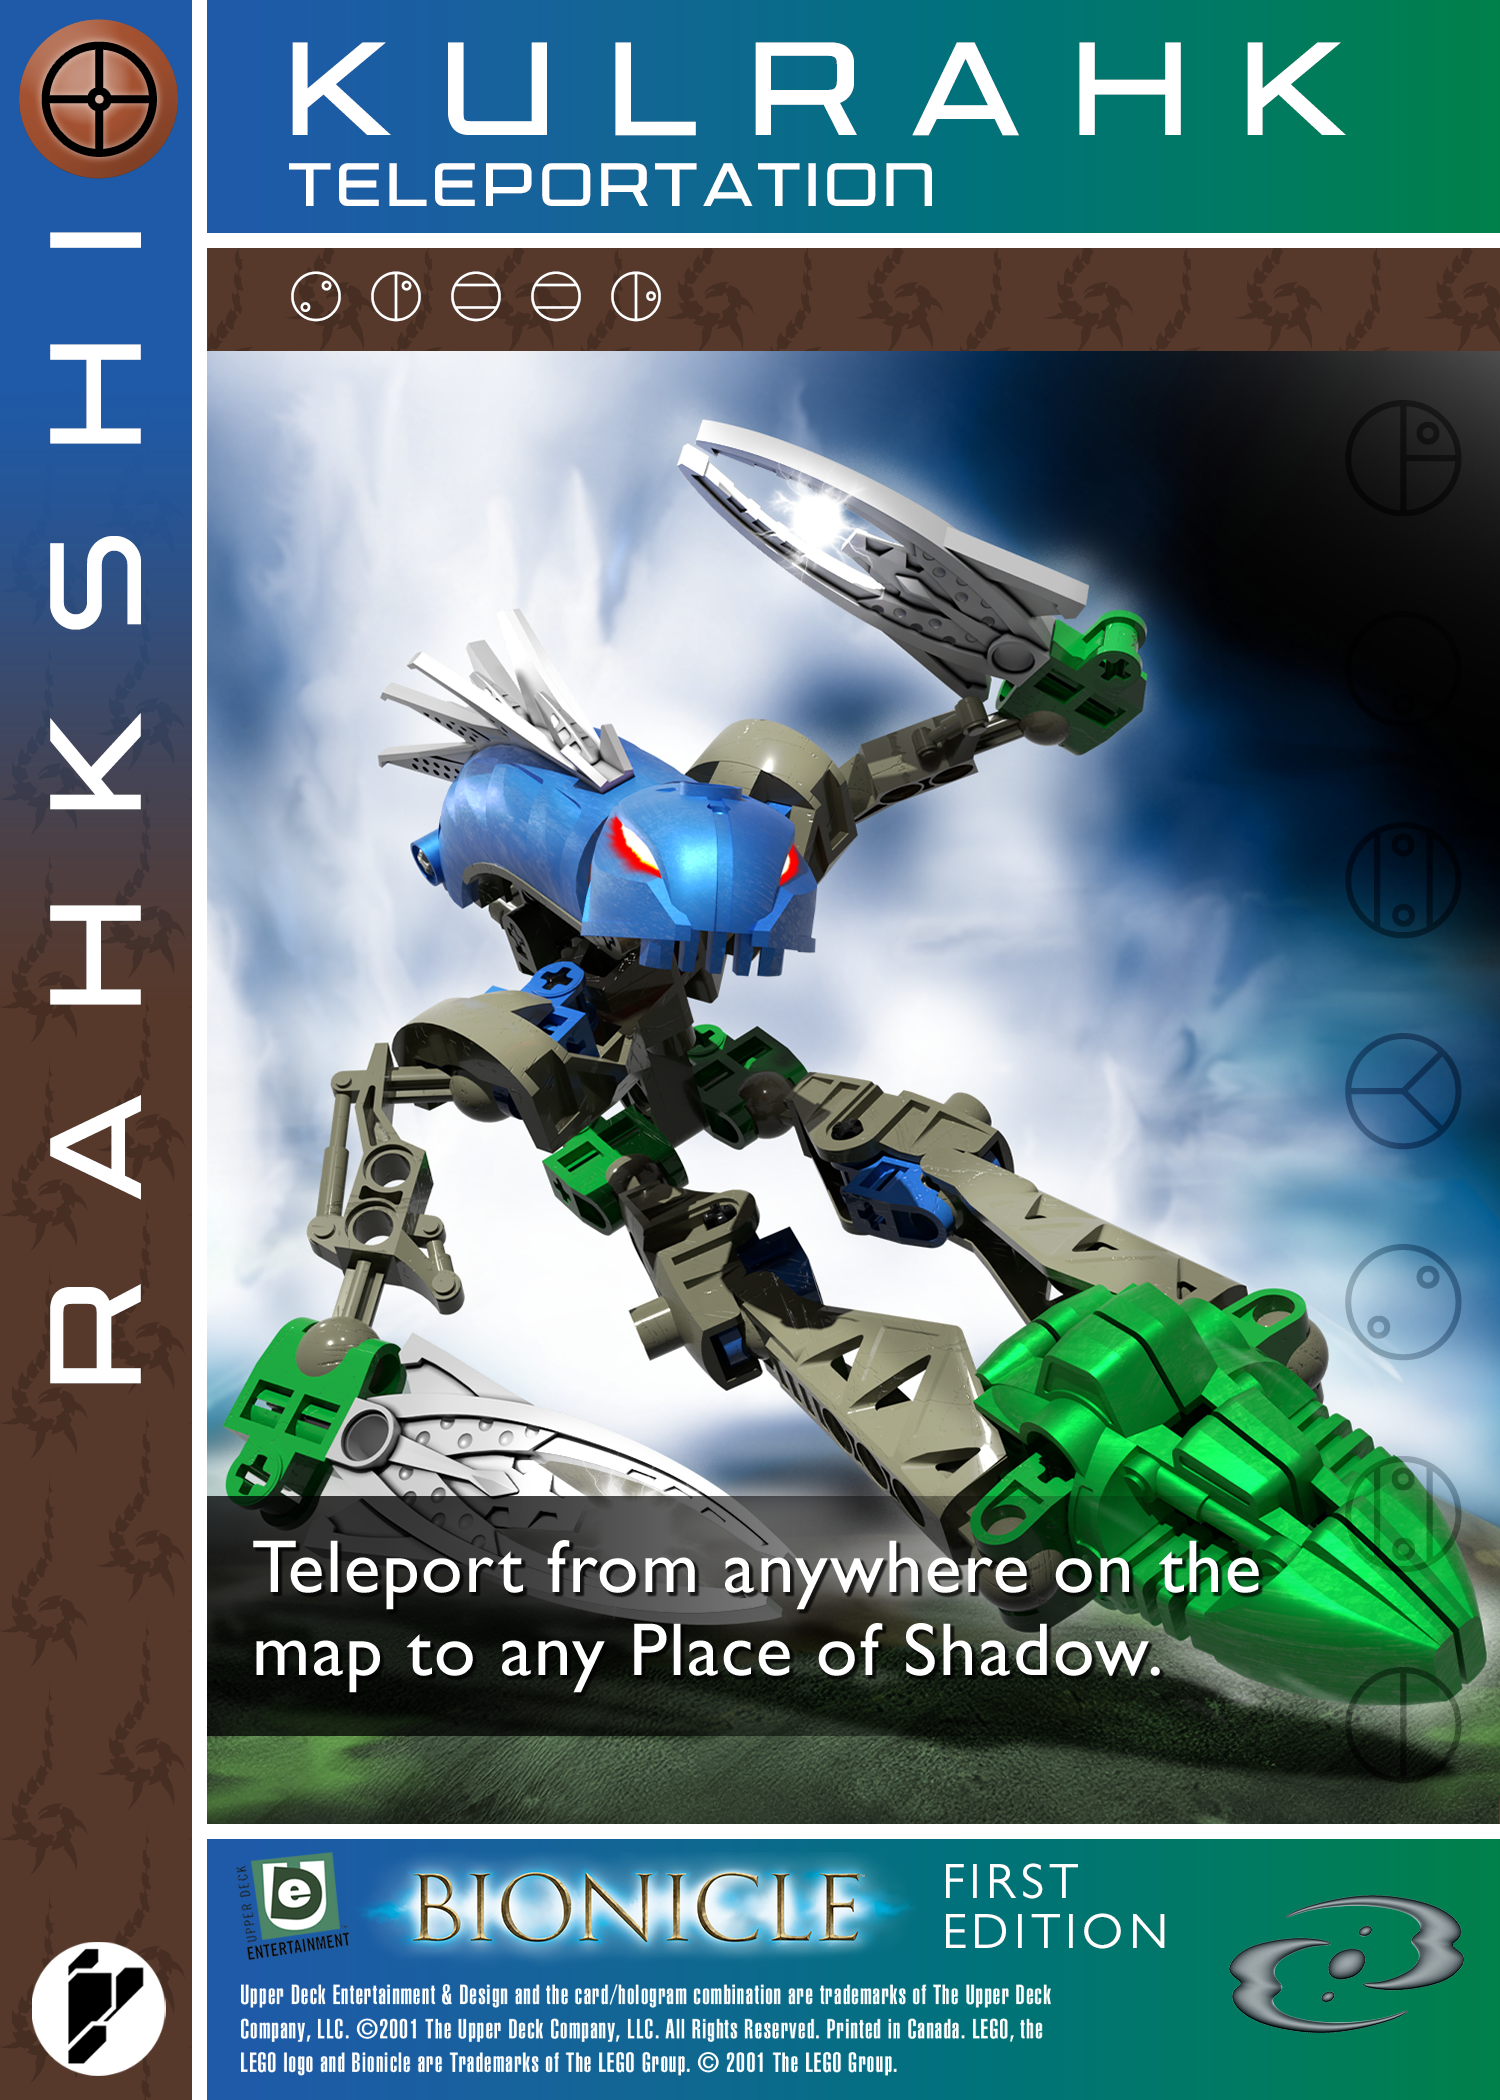 KULRAHK
TELEPORTATION
RAHKSHI
Teleport from anywhere on the
map to any Place of Shadow.
UPPER DECK
e
ENTERTAINMENT
BIONICLE
FIRST
EDITION
Upper Deck Entertainment & Design and the card/hologram combination are trademarks of The Upper Deck
Company, LLC. ©2001 The Upper Deck Company, LLC. All Rights Reserved. Printed in Canada. LEGO, the
LEGO logo and Bionicle are Trademarks of The LEGO Group. © 2001 The LEGO Group.